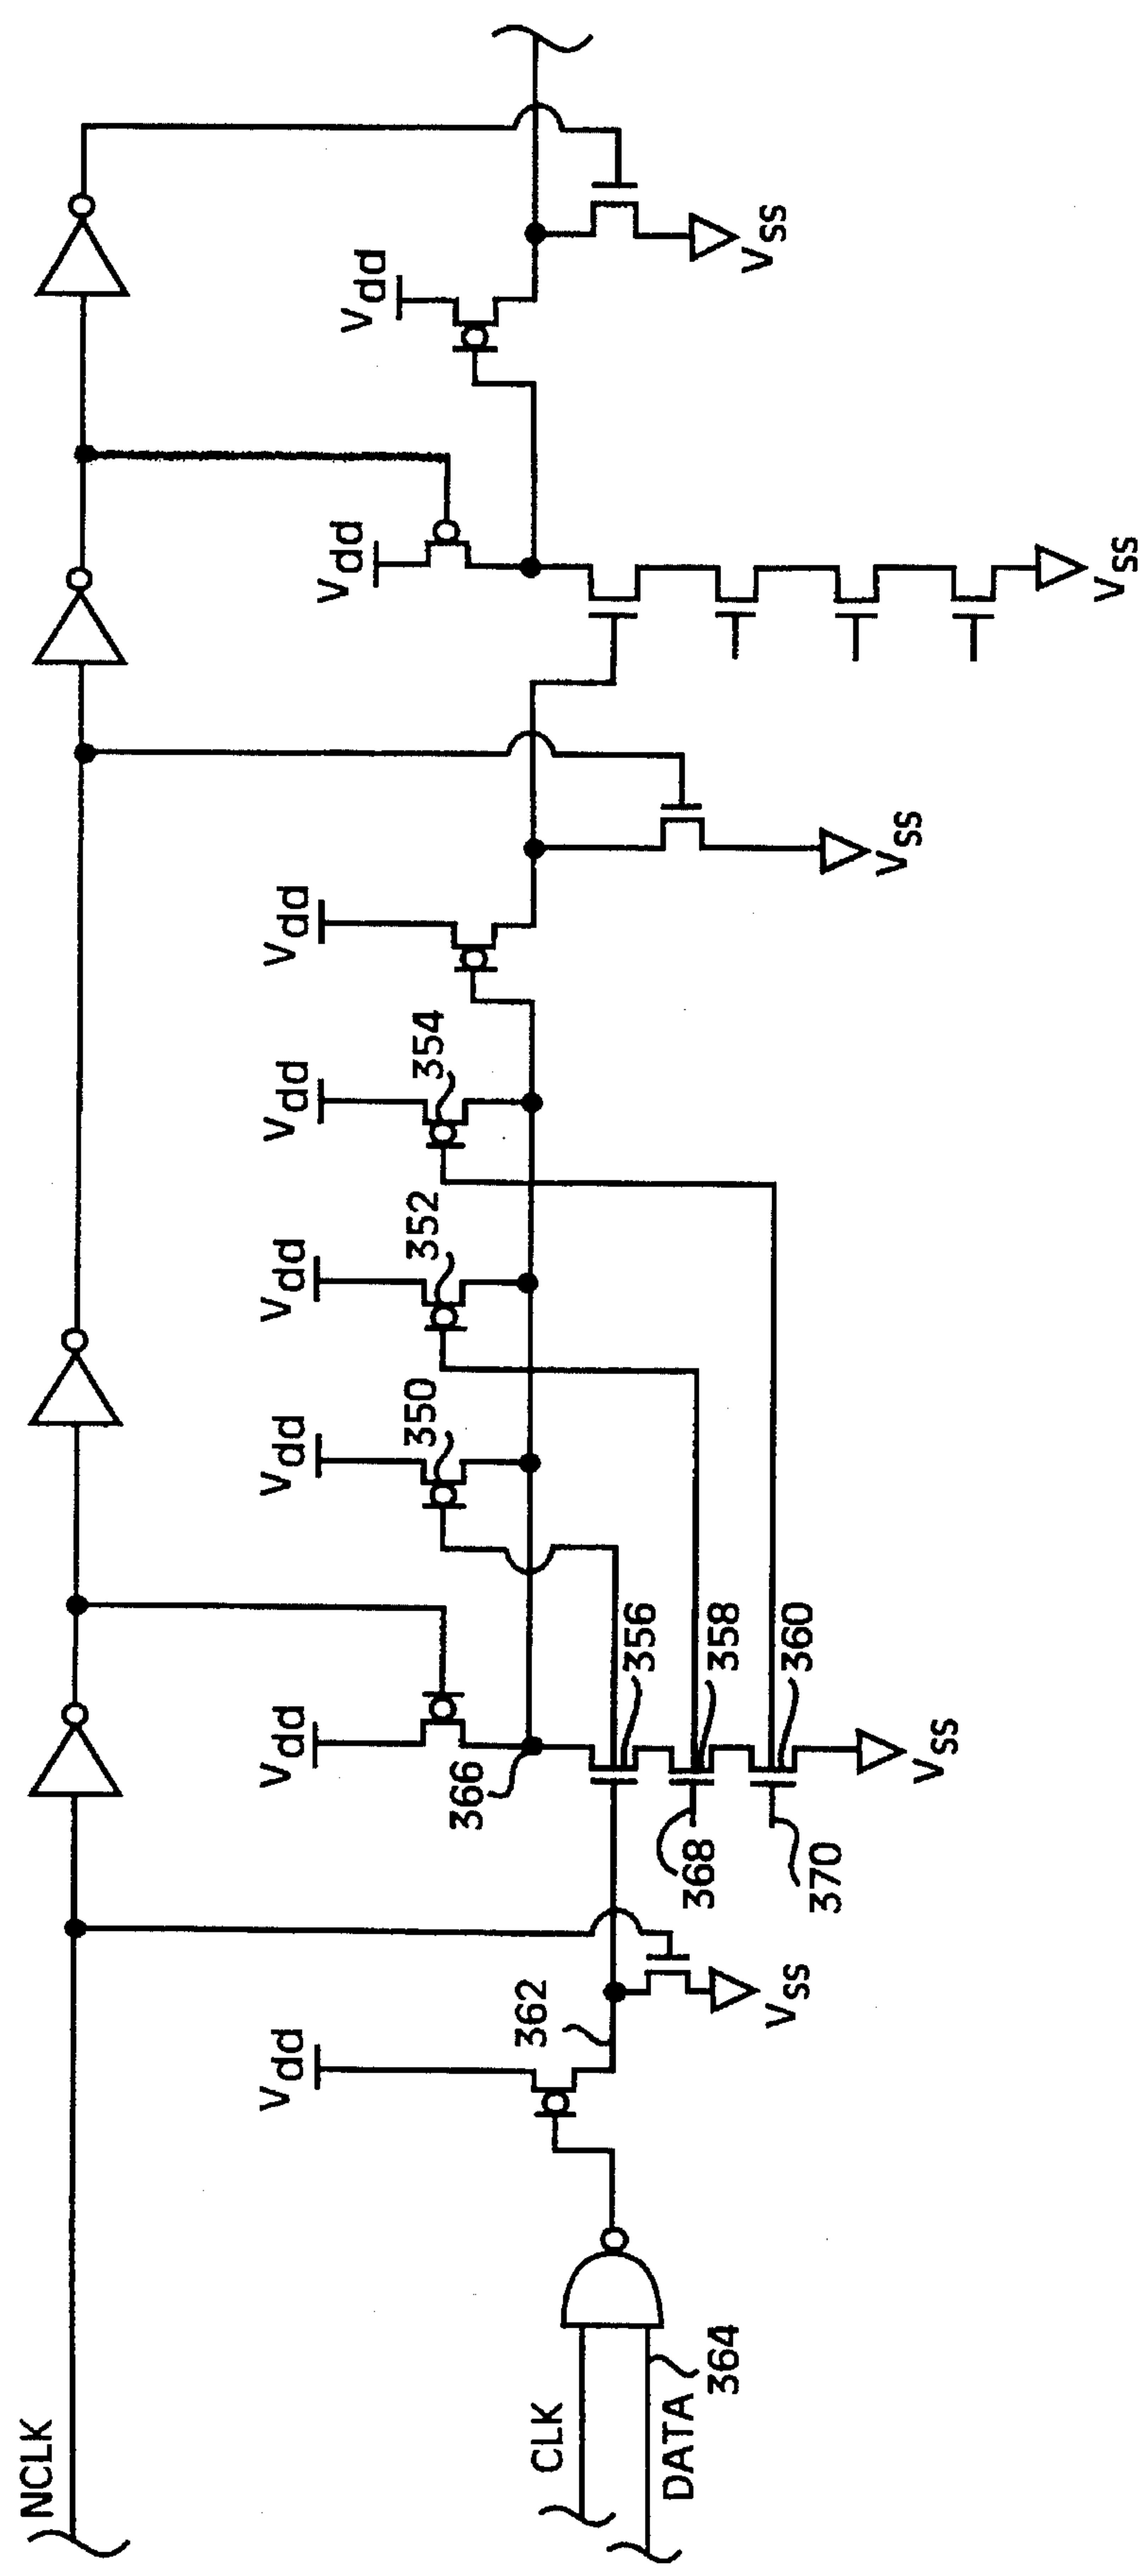 NCLK
CLK
DATA
364
Vdd
362
Vss
Vdd
366
368
370
356
358
360
Vss
Vdd
350
Vdd
352
Vdd
354
Vdd
Vss
Vdd
Vss
Vdd
Vss